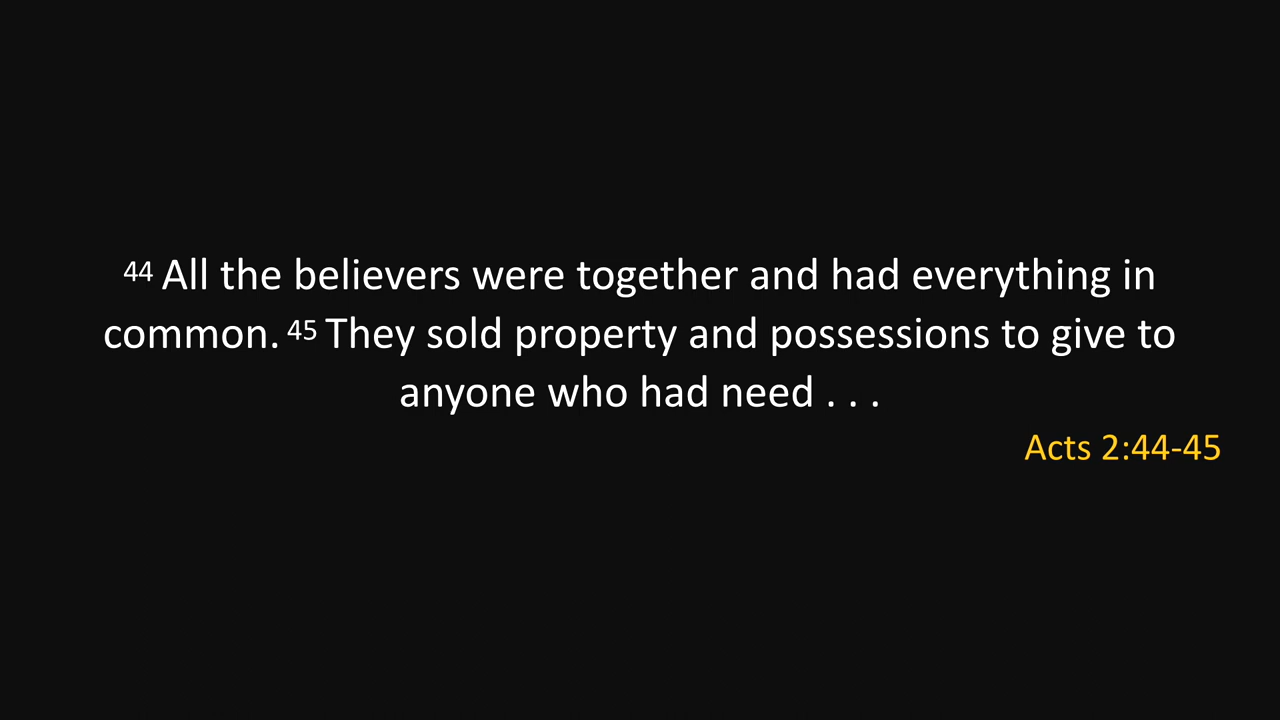 44 All the believers were together and had everything in
common. 45 They sold property and possessions to give to
anyone who had need . . .
Acts 2:44-45